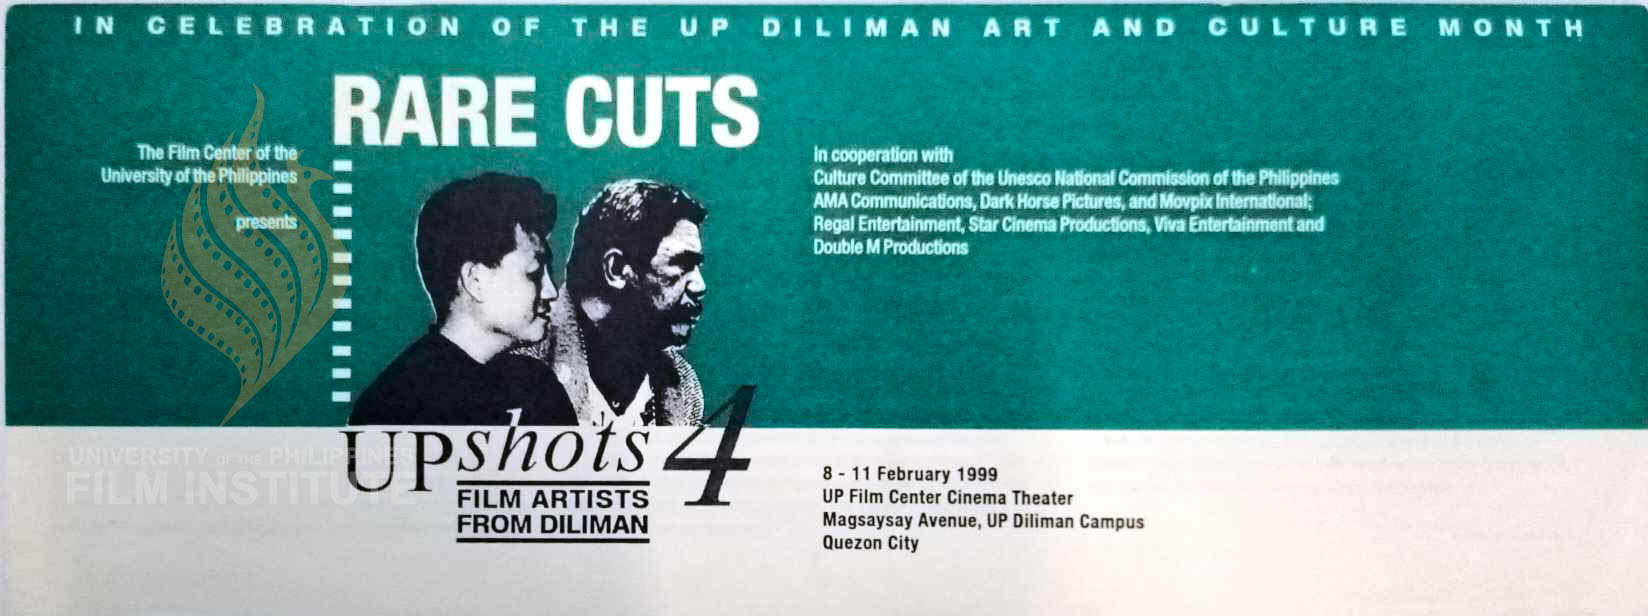 IN CELEBRATION OF THE UP DILIMAN ART AND CULTURE MONTH
RARE CUTS
The Film Center of the
University of the Philippines
presents
In cooperation with
Culture Committee of the Unesco National Commission of the Philippines
AMA Communications, Dark Horse Pictures, and Movpix International;
Regal Entertainment, Star Cinema Productions, Viva Entertainment and
Double M Productions
UPshots 4
FILM ARTISTS
FROM DILIMAN
UNIVERSITY OF THE PHILIPPINES
FILM INSTITUTE
8 - 11 February 1999
UP Film Center Cinema Theater
Magsaysay Avenue, UP Diliman Campus
Quezon City